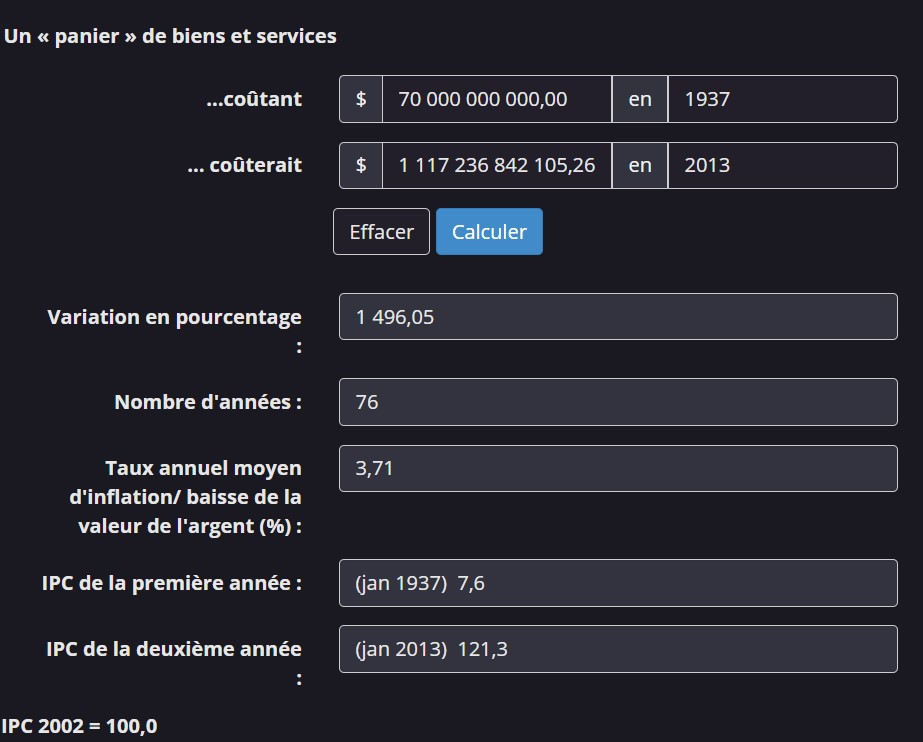 Un « panier » de biens et services
...coûtant $ 70 000 000 000,00 en 1937
... coûterait $ 1 117 236 842 105,26 en 2013
Effacer Calculer
Variation en pourcentage : 1 496,05
Nombre d'années : 76
Taux annuel moyen
d'inflation/ baisse de la
valeur de l'argent (%) :
3,71
IPC de la première année : (jan 1937) 7,6
IPC de la deuxième année : (jan 2013) 121,3
IPC 2002 = 100,0